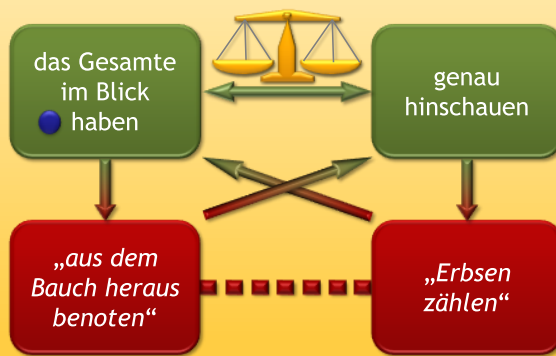 das Gesamte
im Blick
haben
genau
hinschauen
„aus dem
Bauch heraus
benoten“
„Erbsen
zählen“